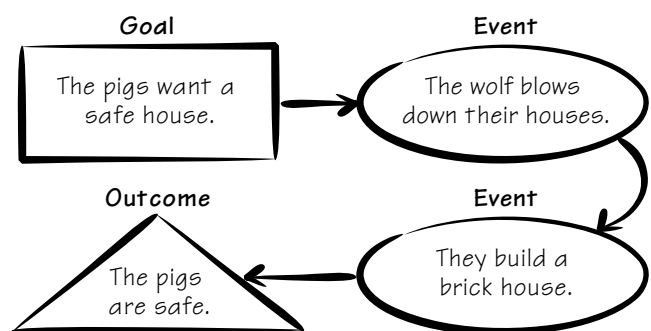 Goal
The pigs want a
safe house.
Event
The wolf blows
down their houses.
Event
They build a
brick house.
Outcome
The pigs
are safe.